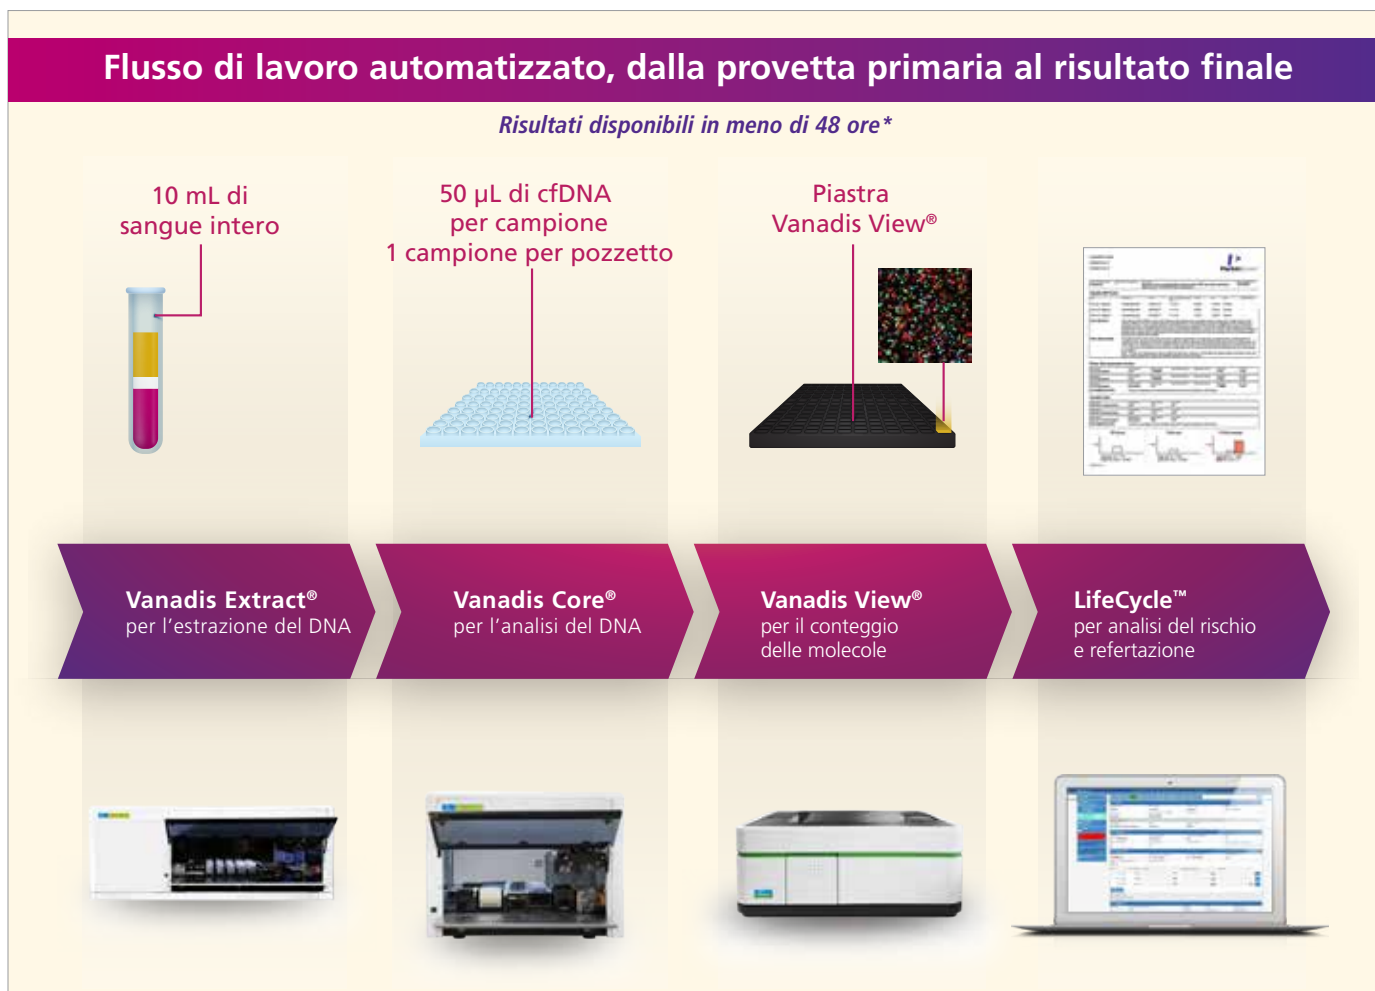 Flusso di lavoro automatizzato, dalla provetta primaria al risultato finale
Risultati disponibili in meno di 48 ore*
10 mL di
sangue intero
50 µL di cfDNA
per campione
1 campione per pozzetto
Piastra
Vanadis View®
Vanadis Extract®
per l'estrazione del DNA
Vanadis Core®
per l'analisi del DNA
Vanadis View®
per il conteggio
delle molecole
LifeCycle™
per analisi del rischio
e refertazione